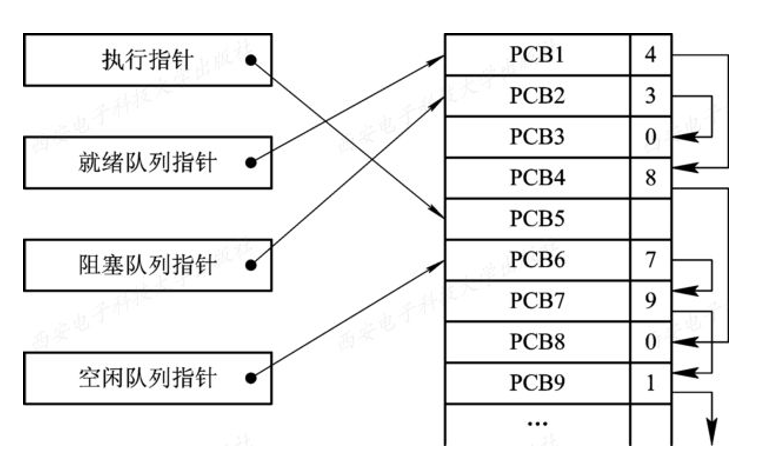 执行指针
就绪队列指针
阻塞队列指针
空闲队列指针
PCB1 4
PCB2 3
PCB3 0
PCB4 8
PCB5
PCB6 7
PCB7 9
PCB8 0
PCB9 1
…
西安电子科技大学出版社